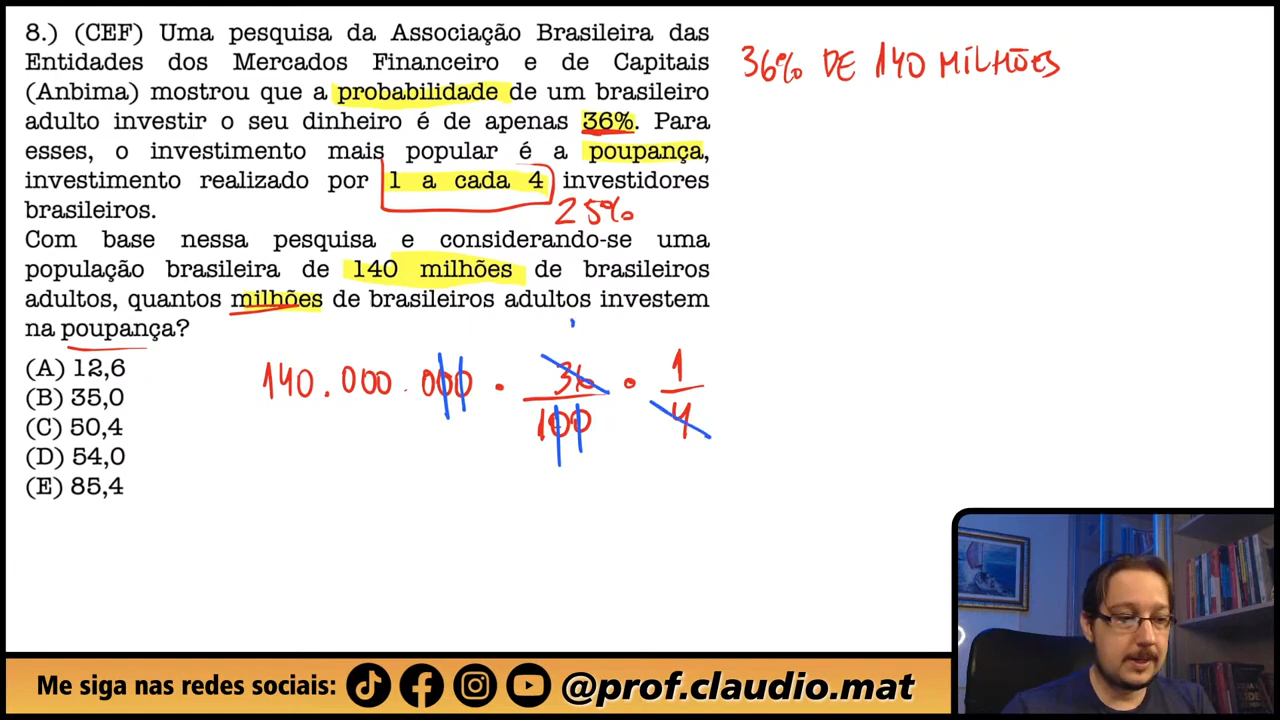 8.) (CEF) Uma pesquisa da Associação Brasileira das
Entidades dos Mercados Financeiro e de Capitais
(Anbima) mostrou que a probabilidade de um brasileiro
adulto investir o seu dinheiro é de apenas 36%. Para
esses, o investimento mais popular é a poupança,
investimento realizado por 1 a cada 4 investidores
brasileiros.
25%
Com base nessa pesquisa e considerando-se uma
população brasileira de 140 milhões de brasileiros
adultos, quantos milhões de brasileiros adultos investem
na poupança?
(A) 12,6
(B) 35,0
(C) 50,4
(D) 54,0
(E) 85,4
140.000.000 • 36/100 • 1/4
36% DE 140 MILHÕES
Me siga nas redes sociais: @prof.claudio.mat